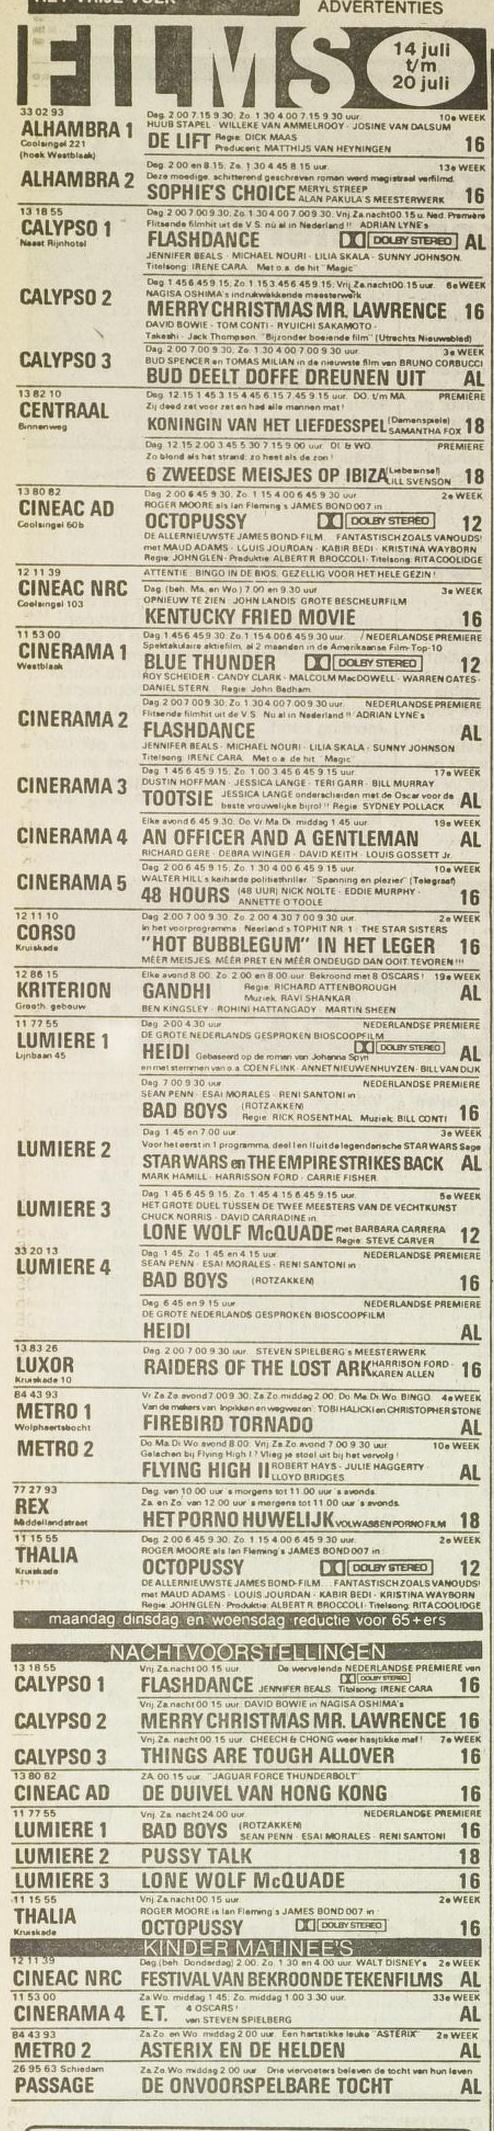 HET VRIJE VOLK
ADVERTENTIES
FILMS
14 juli
t/m
20 juli
33 02 93
ALHAMBRA 1
Coolsingel 221
(hoek Westblaak)
Dag. 2.00 7.15 9.30; Zo. 1.30 4.00 7.15 9.30 uur. 10e WEEK
HUUB STAPEL - WILLEKE VAN AMMELROOY - JOSINE VAN DALSUM
DE LIFT Regie: DICK MAAS
Producent: MATTHIJS VAN HEYNINGEN 16
ALHAMBRA 2
Dag. 2.00 en 8.15; Zo. 1.30 4.45 8.15 uur. 13e WEEK
Deze moedige, schitterend geschreven roman werd magistraal verfilmd.
SOPHIE'S CHOICE MERYL STREEP
ALAN PAKULA'S MEESTERWERK 16
13 18 55
CALYPSO 1
Naast Rijnhotel
Dag. 2.00 7.00 9.30; Zo. 1.30 4.00 7.00 9.30; Vrij. Za. nacht 00.15 u. Ned. Première
Flitsende filmhit uit de V.S. nu al in Nederland!! ADRIAN LYNE's
FLASHDANCE DOLBY STEREO AL
JENNIFER BEALS - MICHAEL NOURI - LILIA SKALA - SUNNY JOHNSON.
Titelsong: IRENE CARA. Met o.a. de hit "Magic"
CALYPSO 2
Dag. 1.45 6.45 9.15; Zo. 1.15 3.45 6.45 9.15; Vrij. Za. nacht 00.15 uur. 6e WEEK
NAGISA OSHIMA's indrukwekkende meesterwerk
MERRY CHRISTMAS MR. LAWRENCE 16
DAVID BOWIE - TOM CONTI - RYUICHI SAKAMOTO -
Takeshi - Jack Thompson. "Bijzonder boeiende film" (Utrechts Nieuwsblad)
CALYPSO 3
Dag. 2.00 7.00 9.30; Zo. 1.30 4.00 7.00 9.30 uur. 3e WEEK
BUD SPENCER en TOMAS MILIAN in de nieuwste film van BRUNO CORBUCCI
BUD DEELT DOFFE DREUNEN UIT AL
13 82 10
CENTRAAL
Binnenweg
Dag. 12.15 1.45 3.15 4.45 6.15 7.45 9.15 uur. DO. t/m MA. PREMIÈRE
Zij deed zet voor zet en had alle mannen mat!
KONINGIN VAN HET LIEFDESSPEL (Damenspiele)
SAMANTHA FOX 18
Dag. 12.15 2.00 3.45 5.30 7.15 9.00 uur. DI. & WO. PREMIÈRE
Zo blond als het strand; zo heet als de zon!
6 ZWEEDSE MEISJES OP IBIZA (Liebesinsel)
LILL SVENSON 18
13 80 82
CINEAC AD
Coolsingel 60b
Dag. 2.00 6.45 9.30; Zo. 1.15 4.00 6.45 9.30 uur. 2e WEEK
ROGER MOORE als Ian Fleming's JAMES BOND 007 in:
OCTOPUSSY DOLBY STEREO 12
DE ALLERNIEUWSTE JAMES BOND-FILM... FANTASTISCH ZOALS VANOUDS!
met MAUD ADAMS - LOUIS JOURDAN - KABIR BEDI - KRISTINA WAYBORN
Regie: JOHN GLEN - Produktie: ALBERT R. BROCCOLI - Titelsong: RITA COOLIDGE
12 11 39
CINEAC NRC
Coolsingel 103
ATTENTIE: BINGO IN DE BIOS. GEZELLIG VOOR HET HELE GEZIN!
Dag. (beh. Ma. en Wo.) 7.00 en 9.30 uur. 3e WEEK
OPNIEUW TE ZIEN - JOHN LANDIS' GROTE BESCHEURFILM
KENTUCKY FRIED MOVIE 16
11 53 00
CINERAMA 1
Westblaak
Dag. 1.45 6.45 9.30; Zo. 1.15 4.00 6.45 9.30 uur. / NEDERLANDSE PREMIÈRE
Spektakulaire aktiefilm, al 2 maanden in de Amerikaanse Film-Top-10
BLUE THUNDER DOLBY STEREO 12
ROY SCHEIDER - CANDY CLARK - MALCOLM MacDOWELL - WARREN OATES -
DANIEL STERN. Regie: John Badham.
CINERAMA 2
Dag. 2.00 7.00 9.30; Zo. 1.30 4.00 7.00 9.30 uur. NEDERLANDSE PREMIÈRE
Flitsende filmhit uit de V.S. Nu al in Nederland!! ADRIAN LYNE's
FLASHDANCE AL
JENNIFER BEALS - MICHAEL NOURI - LILIA SKALA - SUNNY JOHNSON
Titelsong: IRENE CARA. Met o.a. de hit: "Magic"
CINERAMA 3
Dag. 1.45 6.45 9.15; Zo. 1.00 3.45 6.45 9.15 uur. 17e WEEK
DUSTIN HOFFMAN - JESSICA LANGE - TERI GARR - BILL MURRAY
TOOTSIE JESSICA LANGE onderscheiden met de Oscar voor de
beste vrouwelijke bijrol!! Regie: SYDNEY POLLACK AL
CINERAMA 4
Elke avond 6.45 9.30; Do. Vr. Ma. Di. middag 1.45 uur. 19e WEEK
AN OFFICER AND A GENTLEMAN AL
RICHARD GERE - DEBRA WINGER - DAVID KEITH - LOUIS GOSSETT Jr.
CINERAMA 5
Dag. 2.00 6.45 9.15; Zo. 1.30 4.00 6.45 9.15 uur. 10e WEEK
WALTER HILL's keiharde politiethriller. "Spanning en plezier" (Telegraaf)
48 HOURS (48 UUR) NICK NOLTE - EDDIE MURPHY -
ANNETTE O'TOOLE 16
12 11 10
CORSO
Kruiskade
Dag. 2.00 7.00 9.30; Zo. 2.00 4.30 7.00 9.30 uur. 2e WEEK
In het voorprogramma: Neerland's TOPHIT NR. 1: THE STAR SISTERS
"HOT BUBBLEGUM" IN HET LEGER 16
MÉÉR MEISJES, MÉÉR PRET EN MÉÉR ONDEUGD DAN OOIT TEVOREN!!!
12 86 15
KRITERION
Grooth. gebouw
Elke avond 8.00; Zo. 2.00 en 8.00 uur. Bekroond met 8 OSCARS! 19e WEEK
GANDHI Regie: RICHARD ATTENBOROUGH
Muziek: RAVI SHANKAR AL
BEN KINGSLEY - ROHINI HATTANGADY - MARTIN SHEEN
11 77 55
LUMIERE 1
Lijnbaan 45
Dag. 2.00 4.30 uur. NEDERLANDSE PREMIÈRE
DE GROTE NEDERLANDS GESPROKEN BIOSCOOPFILM
HEIDI Gebaseerd op de roman van Johanna Spyri DOLBY STEREO AL
en met stemmen van o.a. COEN FLINK - ANNET NIEUWENHUYZEN - BILL VAN DIJK
Dag. 7.00 9.30 uur. NEDERLANDSE PREMIÈRE
SEAN PENN - ESAI MORALES - RENI SANTONI in:
BAD BOYS (ROTZAKKEN)
Regie: RICK ROSENTHAL Muziek: BILL CONTI 16
LUMIERE 2
Dag. 1.45 en 7.00 uur. 3e WEEK
Voor het eerst in 1 programma, deel I en II uit de legendarische STAR WARS Saga
STAR WARS en THE EMPIRE STRIKES BACK AL
MARK HAMILL - HARRISSON FORD - CARRIE FISHER
LUMIERE 3
Dag. 1.45 6.45 9.15; Zo. 1.45 4.15 6.45 9.15 uur. 5e WEEK
HET GROTE DUEL TUSSEN DE TWEE MEESTERS VAN DE VECHTKUNST
CHUCK NORRIS - DAVID CARRADINE in:
LONE WOLF McQUADE met BARBARA CARRERA
Regie: STEVE CARVER 12
33 20 13
LUMIERE 4
Dag. 1.45; Zo. 1.45 en 4.15 uur. NEDERLANDSE PREMIÈRE
SEAN PENN - ESAI MORALES - RENI SANTONI in:
BAD BOYS (ROTZAKKEN) 16
Dag. 6.45 en 9.15 uur. NEDERLANDSE PREMIERE
DE GROTE NEDERLANDS GESPROKEN BIOSCOOPFILM
HEIDI AL
13 83 26
LUXOR
Kruiskade 10
Dag. 2.00 7.00 9.30 uur. STEVEN SPIELBERG's MEESTERWERK
RAIDERS OF THE LOST ARK HARRISON FORD -
KAREN ALLEN 16
84 43 93
METRO 1
Wolphaertsbocht
Vr. Za. Zo. avond 7.00 9.30; Za. Zo. middag 2.00; Do. Ma. Di. Wo. BINGO. 4e WEEK
Van de makers van Inpikken en wegwezen: TOBI HALICKI en CHRISTOPHER STONE
FIREBIRD TORNADO AL
METRO 2
Do. Ma. Di. Wo. avond 8.00; Vrij. Za. Zo. avond 7.00 9.30 uur. 10e WEEK
Gelachen bij Flying High I? Vlieg je stoel uit bij het vervolg!
FLYING HIGH II ROBERT HAYS - JULIE HAGGERTY -
LLOYD BRIDGES AL
77 27 93
REX
Middellandstraat
Dag. van 10.00 uur 's morgens tot 11.00 uur 's avonds.
Za. en Zo. van 12.00 uur 's morgens tot 11.00 uur 's avonds.
HET PORNO HUWELIJK VOLWASSEN PORNO FILM 18
11 15 55
THALIA
Kruiskade
Dag. 2.00 6.45 9.30; Zo. 1.15 4.00 6.45 9.30 uur. 2e WEEK
ROGER MOORE als Ian Fleming's JAMES BOND 007 in:
OCTOPUSSY DOLBY STEREO 12
DE ALLERNIEUWSTE JAMES BOND-FILM... FANTASTISCH ZOALS VANOUDS!
met MAUD ADAMS - LOUIS JOURDAN - KABIR BEDI - KRISTINA WAYBORN
Regie: JOHN GLEN - Produktie: ALBERT R. BROCCOLI - Titelsong: RITA COOLIDGE
maandag dinsdag en woensdag reductie voor 65+ers
NACHTVOORSTELLINGEN
13 18 55
CALYPSO 1
Vrij. Za. nacht 00.15 uur. De wervelende NEDERLANDSE PREMIERE van
FLASHDANCE DOLBY STEREO
JENNIFER BEALS. Titelsong: IRENE CARA 16
CALYPSO 2
Vrij. Za. nacht 00.15 uur. DAVID BOWIE in NAGISA OSHIMA's
MERRY CHRISTMAS MR. LAWRENCE 16
CALYPSO 3
Vrij. Za. nacht 00.15 uur. CHEECH & CHONG weer hasjtikke maf! 7e WEEK
THINGS ARE TOUGH ALLOVER 16
13 80 82
CINEAC AD
ZA. 00.15 uur. "JAGUAR FORCE THUNDERBOLT"
DE DUIVEL VAN HONG KONG 16
11 77 55
LUMIERE 1
Vrij. Za. nacht 24.00 uur. NEDERLANDSE PREMIÈRE
BAD BOYS (ROTZAKKEN)
SEAN PENN - ESAI MORALES - RENI SANTONI 16
LUMIERE 2 PUSSY TALK 18
LUMIERE 3 LONE WOLF McQUADE 16
11 15 55
THALIA
Kruiskade
Vrij. Za. nacht 00.15 uur. 2e WEEK
ROGER MOORE is Ian Fleming's JAMES BOND 007 in:
OCTOPUSSY DOLBY STEREO 16
KINDER MATINEE'S
12 11 39
CINEAC NRC
Dag. (beh. Donderdag) 2.00; Zo. 1.30 en 4.00 uur. WALT DISNEY's 2e WEEK
FESTIVAL VAN BEKROONDE TEKENFILMS AL
11 53 00
CINERAMA 4
Za. Wo. middag 1.45; Zo. middag 1.00 3.30 uur. 33e WEEK
E.T. 4 OSCARS!
van STEVEN SPIELBERG AL
84 43 93
METRO 2
Za. Zo. en Wo. middag 2.00 uur. Een hartstikke leuke "ASTERIX" 2e WEEK
ASTERIX EN DE HELDEN AL
26 95 63 Schiedam
PASSAGE
Za. Zo. Wo. middag 2.00 uur. Drie viervoeters beleven de tocht van hun leven
DE ONVOORSPELBARE TOCHT AL